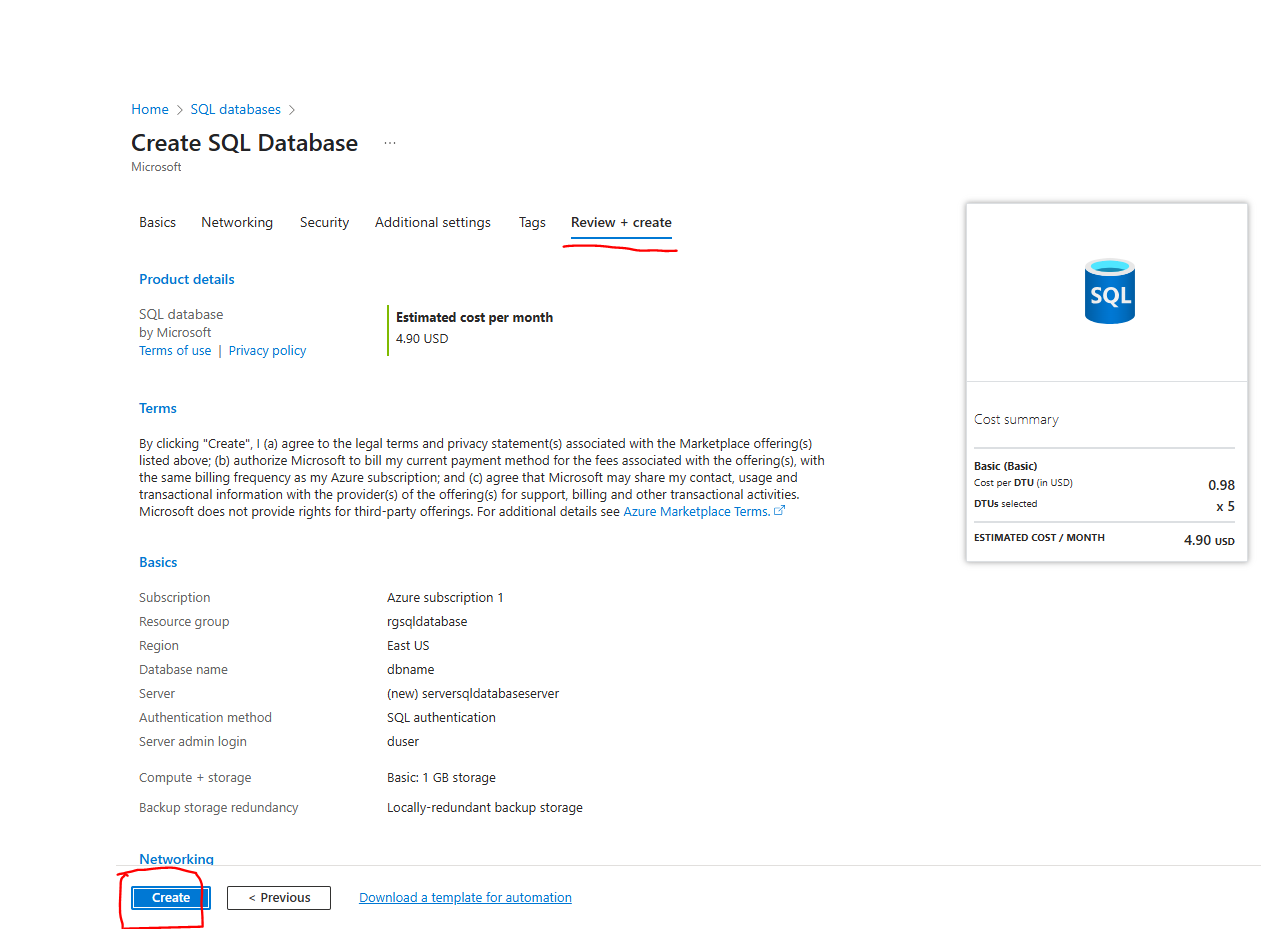 Home > SQL databases >
Create SQL Database ...
Microsoft
Basics Networking Security Additional settings Tags Review + create
Product details
SQL database
by Microsoft
Terms of use | Privacy policy
Estimated cost per month
4.90 USD
Terms
By clicking "Create", I (a) agree to the legal terms and privacy statement(s) associated with the Marketplace offering(s)
listed above; (b) authorize Microsoft to bill my current payment method for the fees associated with the offering(s), with
the same billing frequency as my Azure subscription; and (c) agree that Microsoft may share my contact, usage and
transactional information with the provider(s) of the offering(s) for support, billing and other transactional activities.
Microsoft does not provide rights for third-party offerings. For additional details see Azure Marketplace Terms.
Basics
Subscription Azure subscription 1
Resource group rgsqldatabase
Region East US
Database name dbname
Server (new) serversqldatabaseserver
Authentication method SQL authentication
Server admin login duser
Compute + storage Basic: 1 GB storage
Backup storage redundancy Locally-redundant backup storage
Networking
Create < Previous Download a template for automation
SQL
Cost summary
Basic (Basic)
Cost per DTU (in USD) 0.98
DTUs selected x 5
ESTIMATED COST / MONTH 4.90 USD